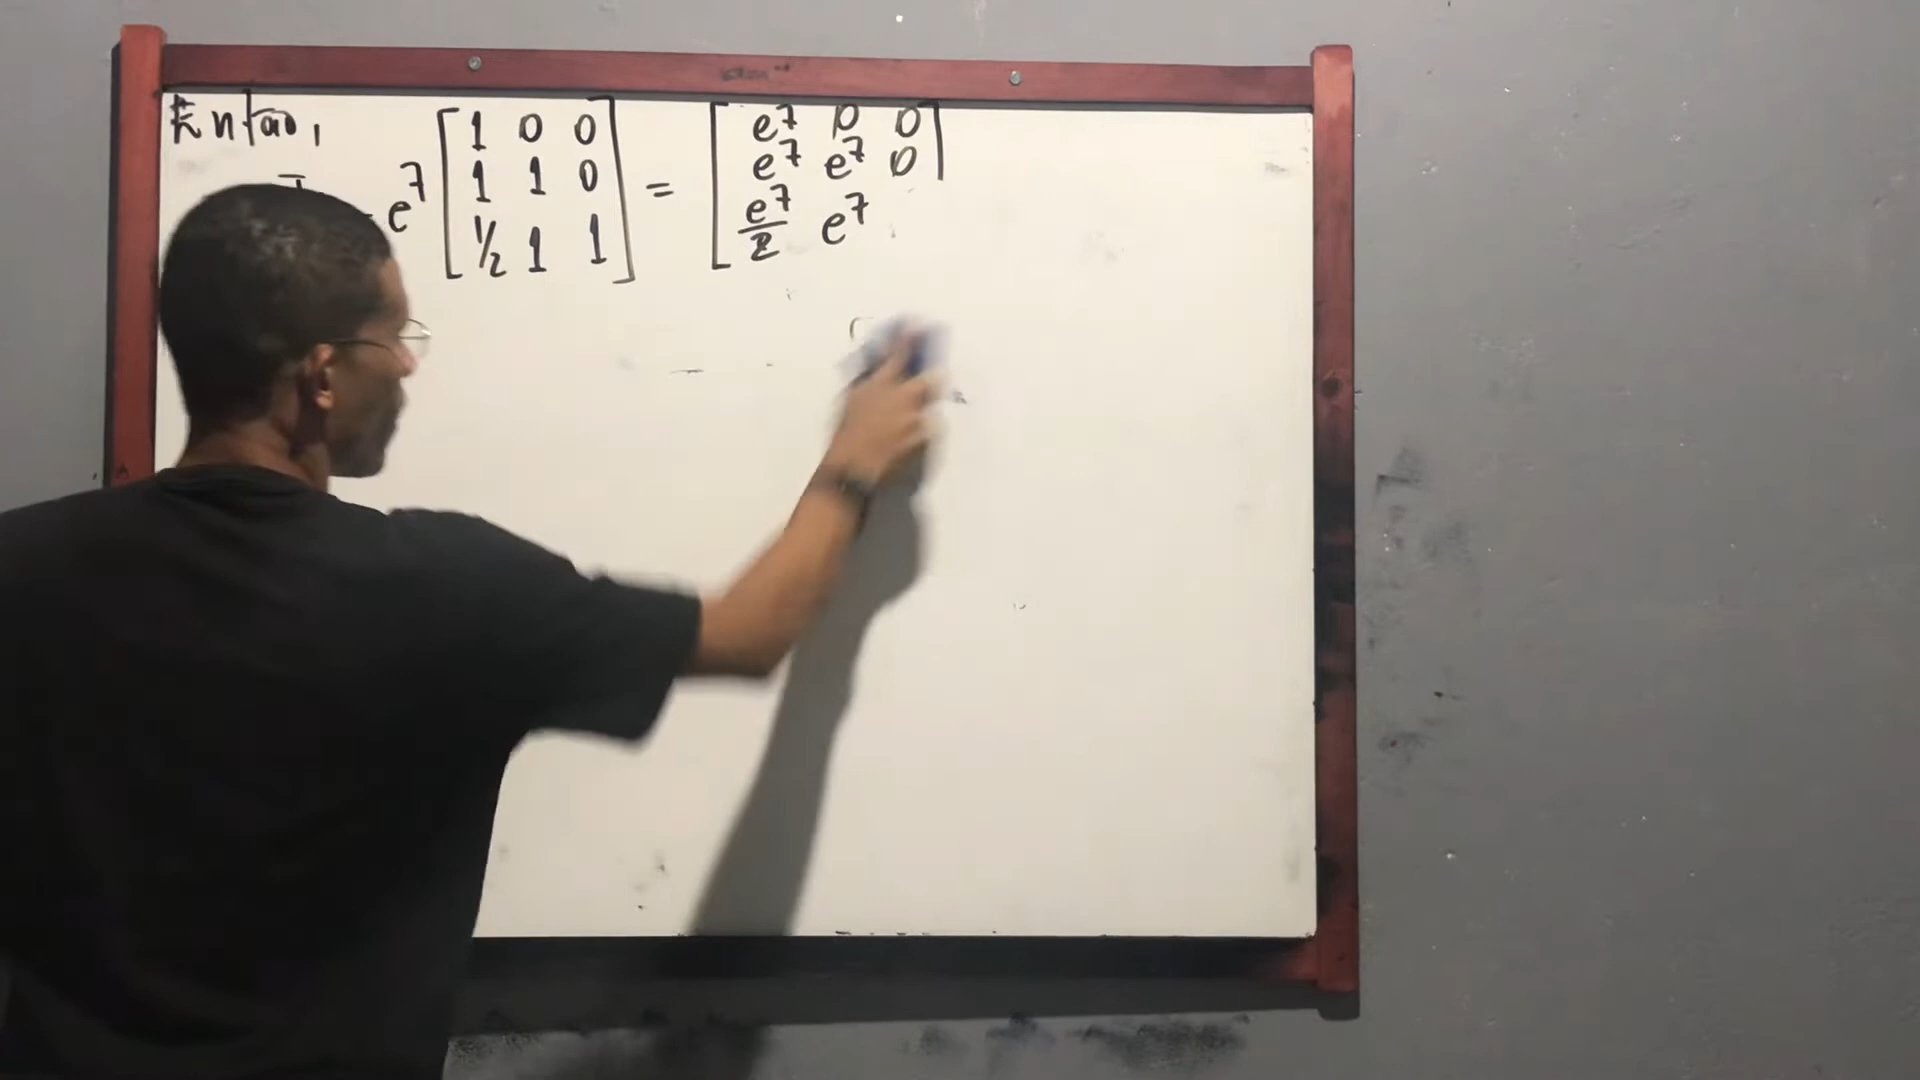 Então,
e^7 [ 1 0 0 ] = [ e^7 0 0 ]
[ 1 1 0 ] [ e^7 e^7 0 ]
[ 1/2 1 1 ] [ e^7/2 e^7